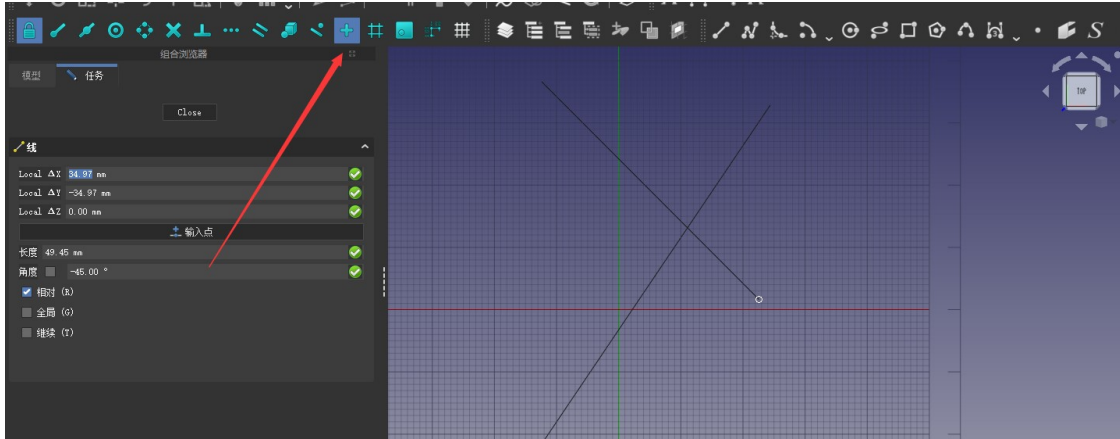 组合浏览器
模型
任务
Close
线
Local ΔX 34.97 mm
Local ΔY -34.97 mm
Local ΔZ 0.00 mm
输入点
长度 49.45 mm
角度 -45.00 °
相对 (R)
全局 (G)
继续 (T)
TOP